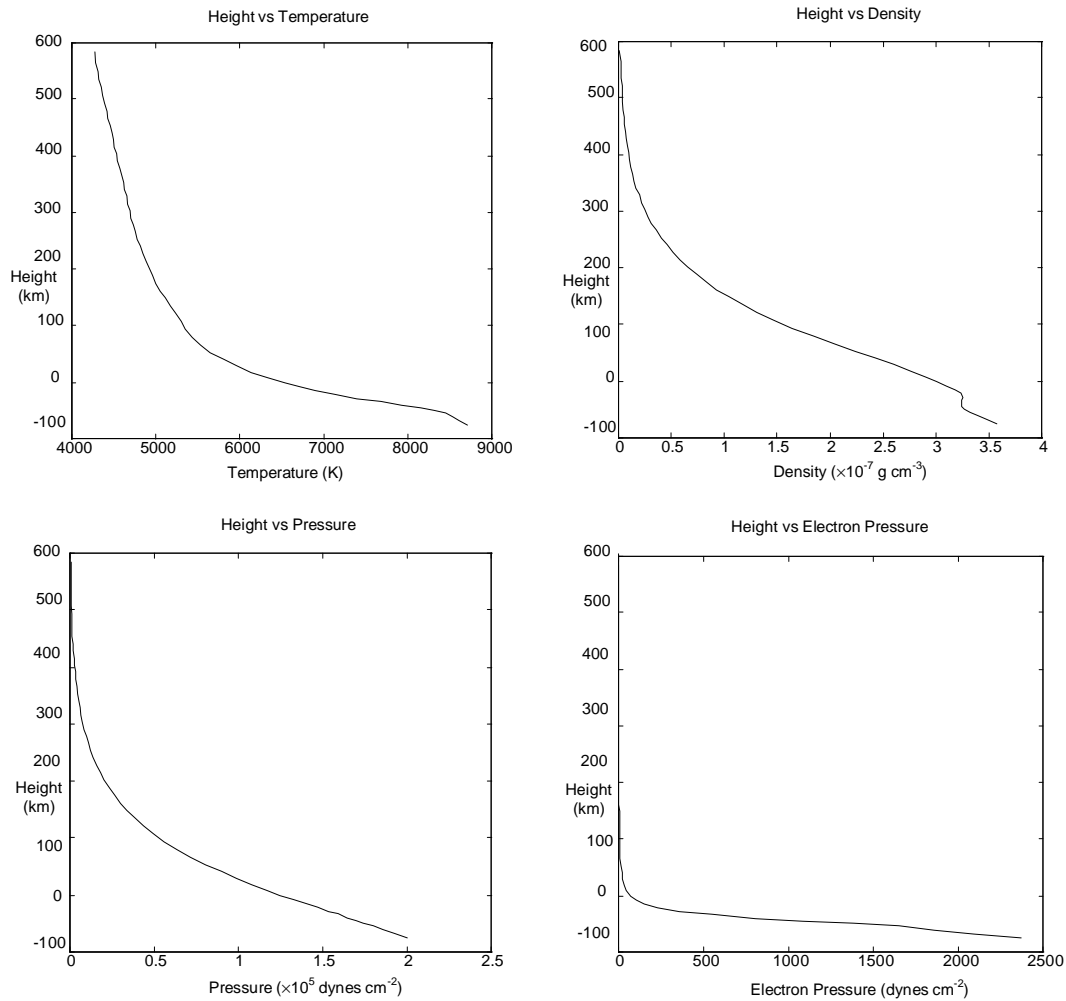 Height vs Temperature
600
500
400
300
200
Height
(km)
100
0
-100
4000 5000 6000 7000 8000 9000
Temperature (K)
Height vs Density
600
500
400
300
200
Height
(km)
100
0
-100
0 0.5 1 1.5 2 2.5 3 3.5 4
Density (×10⁻⁷ g cm⁻³)
Height vs Pressure
600
500
400
300
200
Height
(km)
100
0
-100
0 0.5 1 1.5 2 2.5
Pressure (×10⁵ dynes cm⁻²)
Height vs Electron Pressure
600
500
400
300
200
Height
(km)
100
0
-100
0 500 1000 1500 2000 2500
Electron Pressure (dynes cm⁻²)